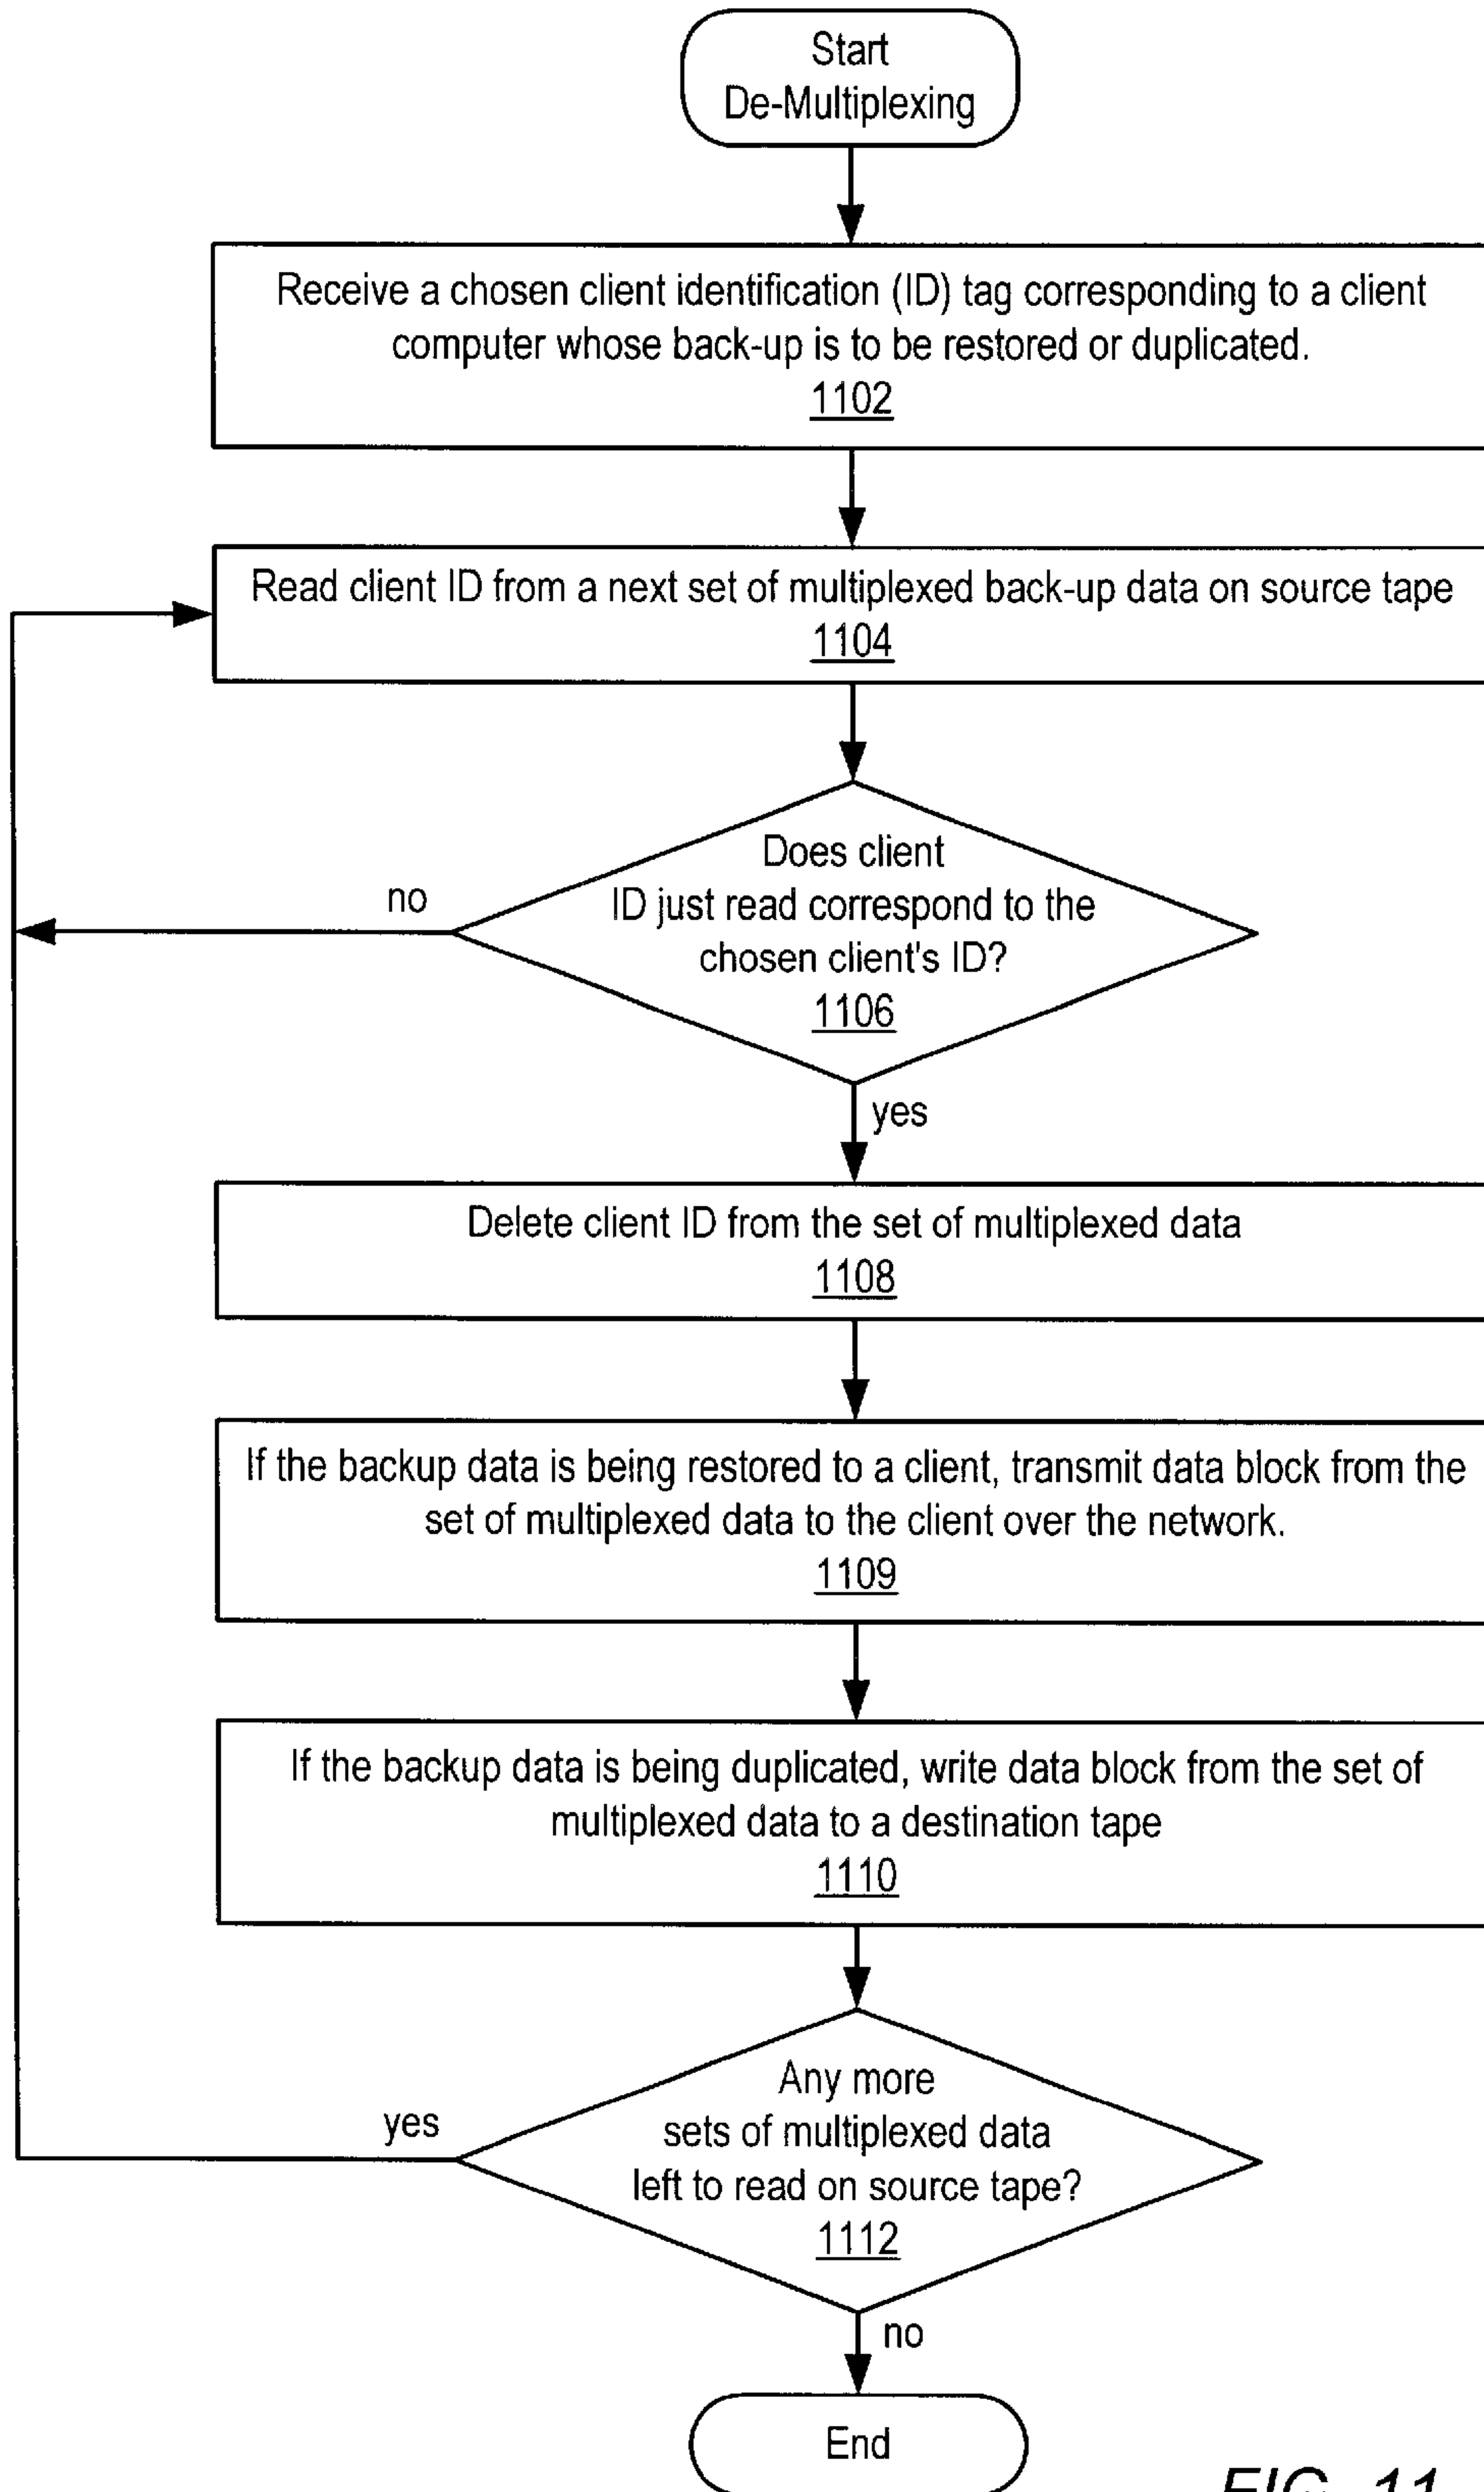 Start
De-Multiplexing
Receive a chosen client identification (ID) tag corresponding to a client
computer whose back-up is to be restored or duplicated.
1102
Read client ID from a next set of multiplexed back-up data on source tape
1104
Does client
ID just read correspond to the
chosen client's ID?
1106
no
yes
Delete client ID from the set of multiplexed data
1108
If the backup data is being restored to a client, transmit data block from the
set of multiplexed data to the client over the network.
1109
If the backup data is being duplicated, write data block from the set of
multiplexed data to a destination tape
1110
Any more
sets of multiplexed data
left to read on source tape?
1112
yes
no
End
FIG. 11